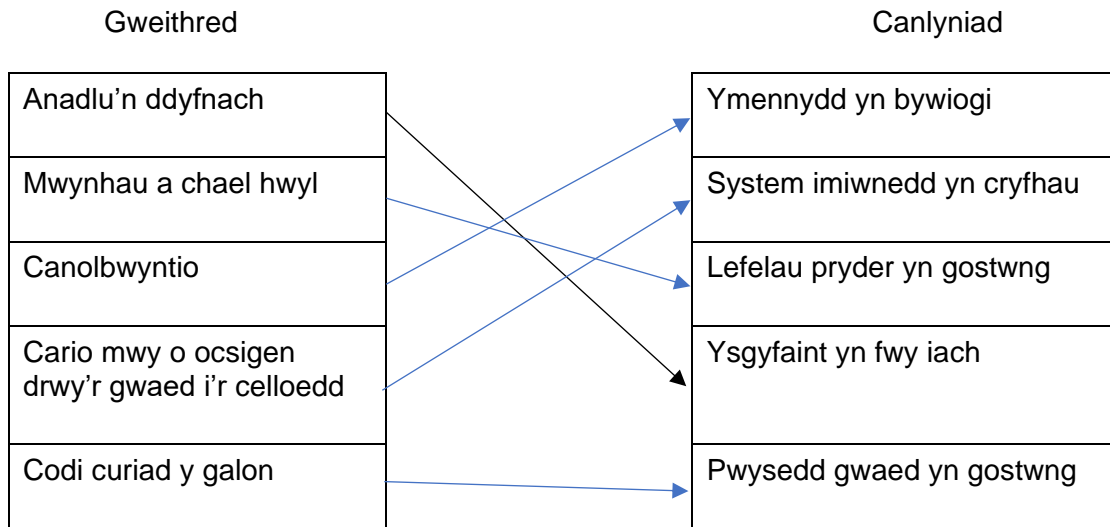 Gweithred
Canlyniad
Anadlu'n ddyfnach
Ymennydd yn bywiogi
Mwynhau a chael hwyl
System imiwnedd yn cryfhau
Canolbwyntio
Lefelau pryder yn gostwng
Cario mwy o ocsigen
drwy'r gwaed i'r celloedd
Ysgyfaint yn fwy iach
Codi curiad y galon
Pwysedd gwaed yn gostwng